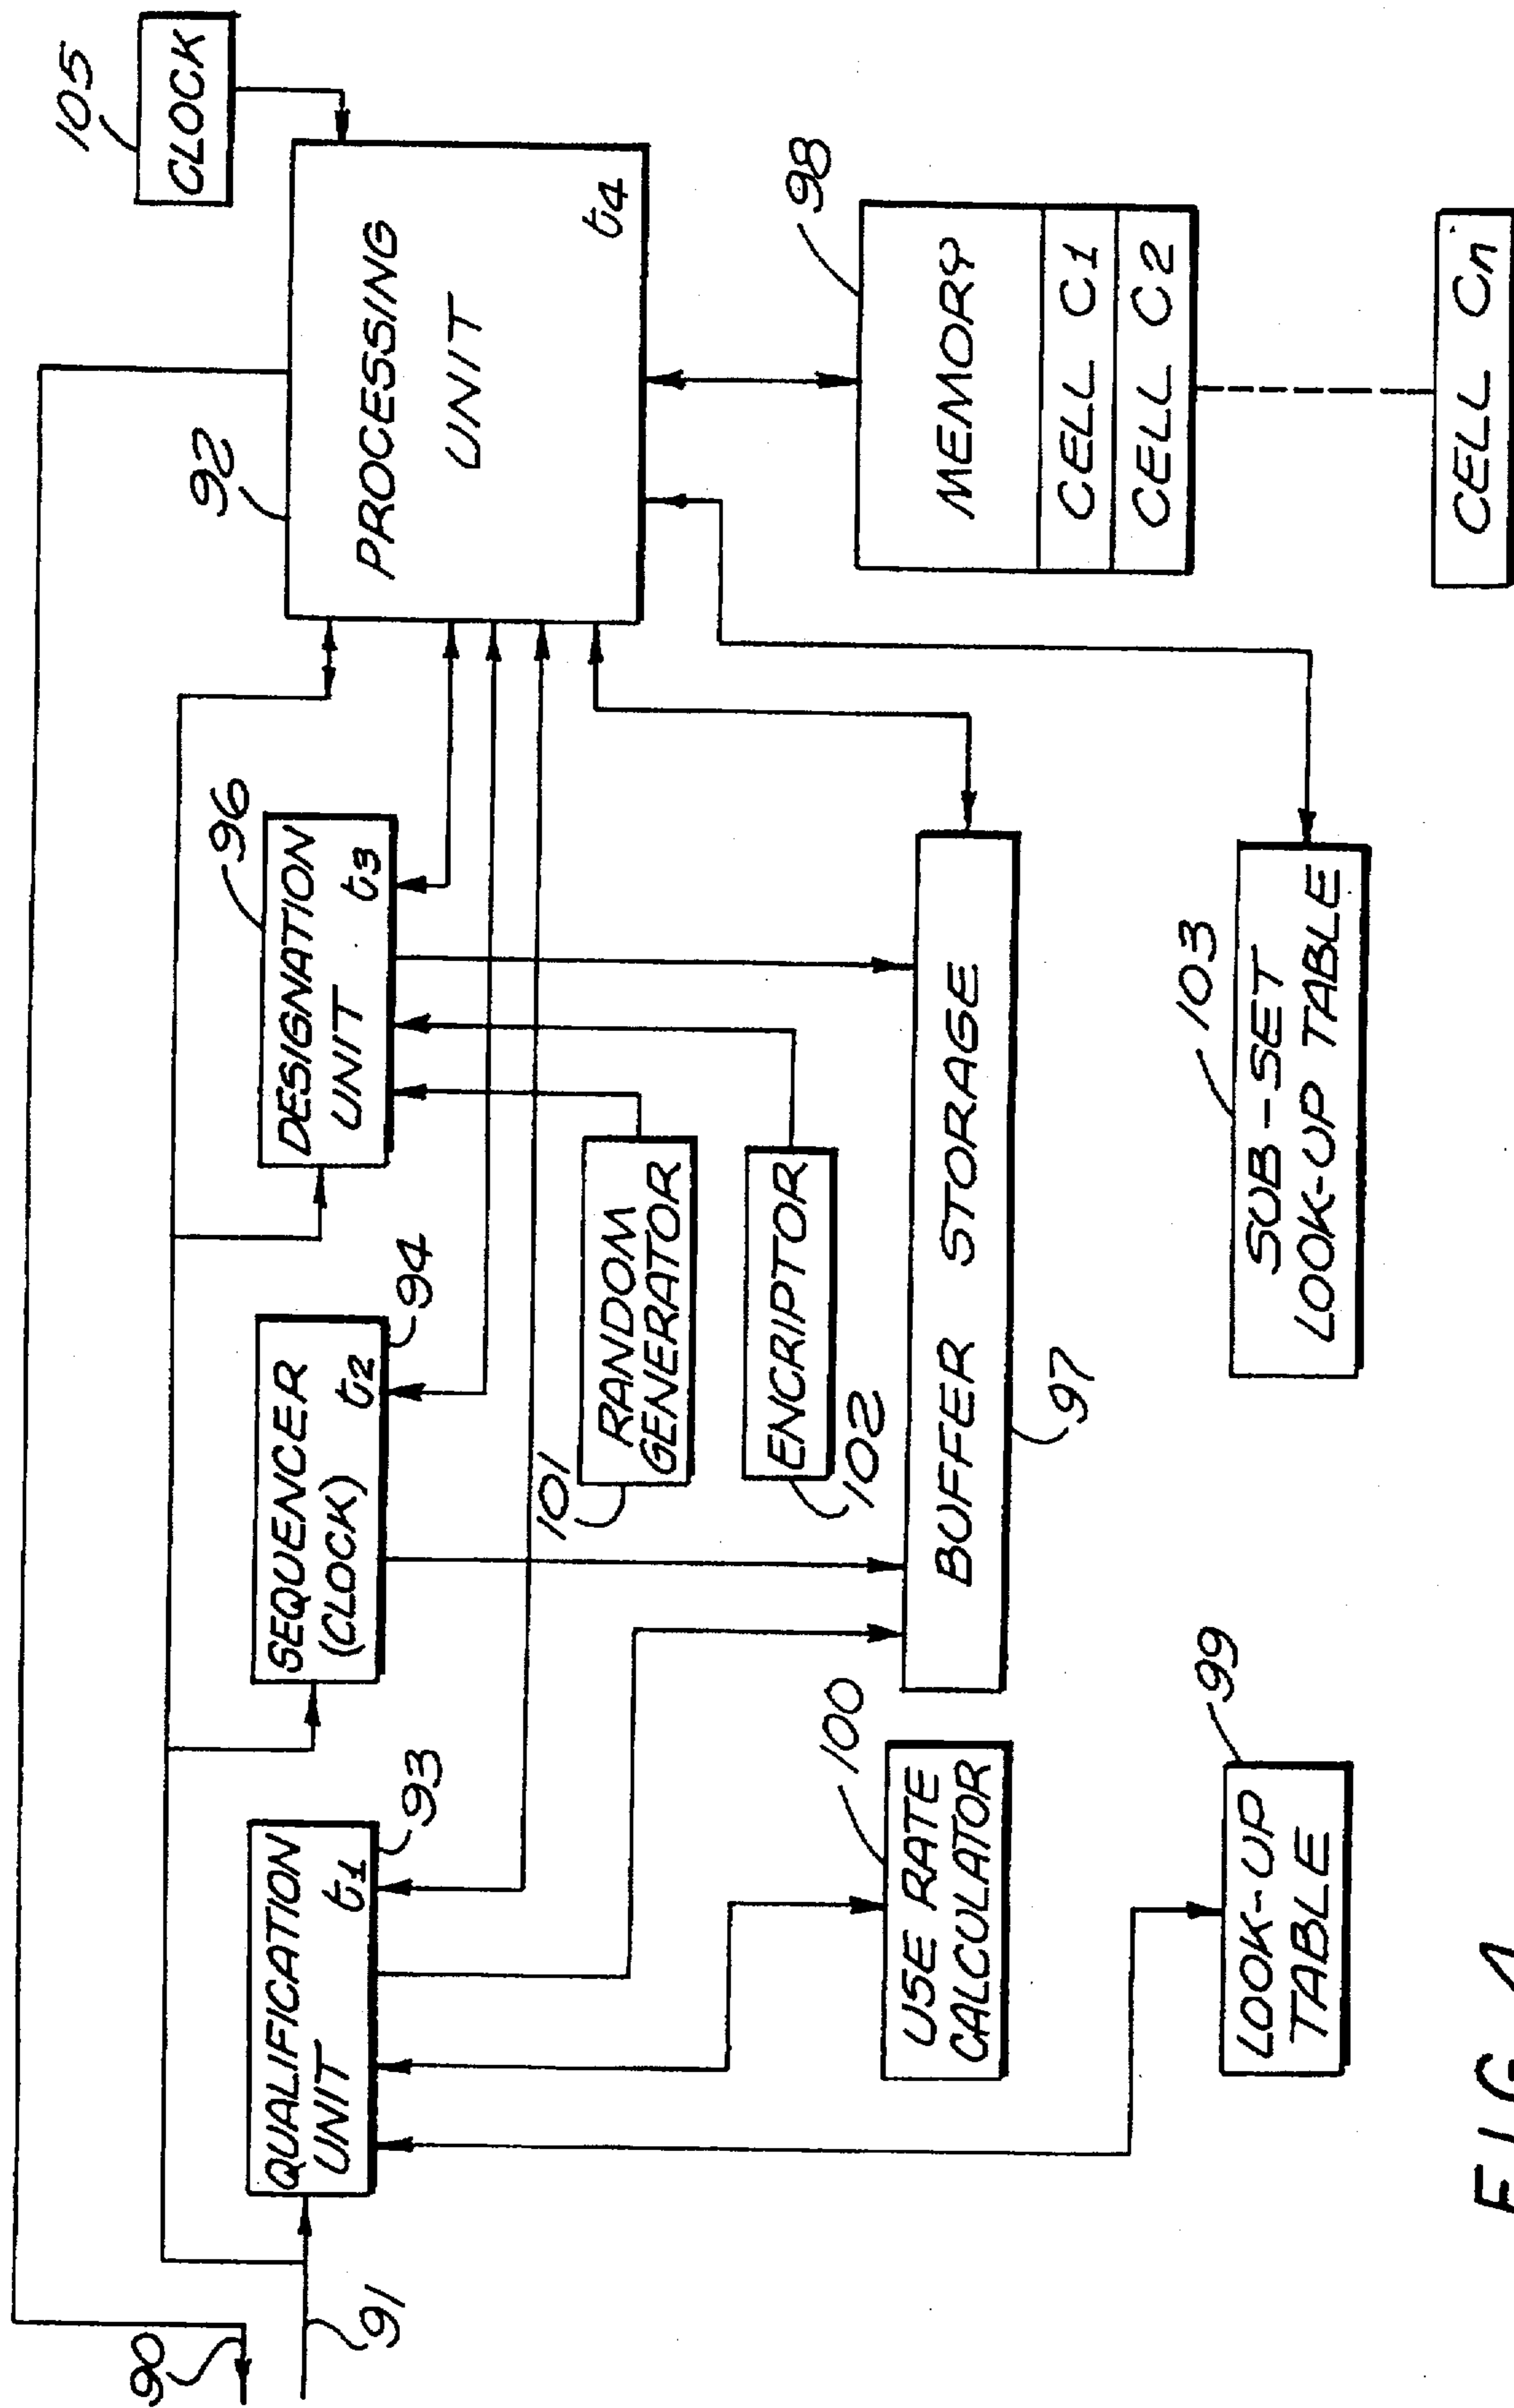 90
91
QUALIFICATION
UNIT t1
93
SEQUENCER
(CLOCK) t2
94
DESIGNATION
UNIT t3
96
92
PROCESSING
UNIT
t4
105
CLOCK
101
RANDOM
GENERATOR
ENCRIPTOR
102
98
MEMORY
CELL C1
CELL C2
CELL Cn
100
USE RATE
CALCULATOR
BUFFER STORAGE
97
99
LOOK-UP
TABLE
103
SUB-SET
LOOK-UP TABLE